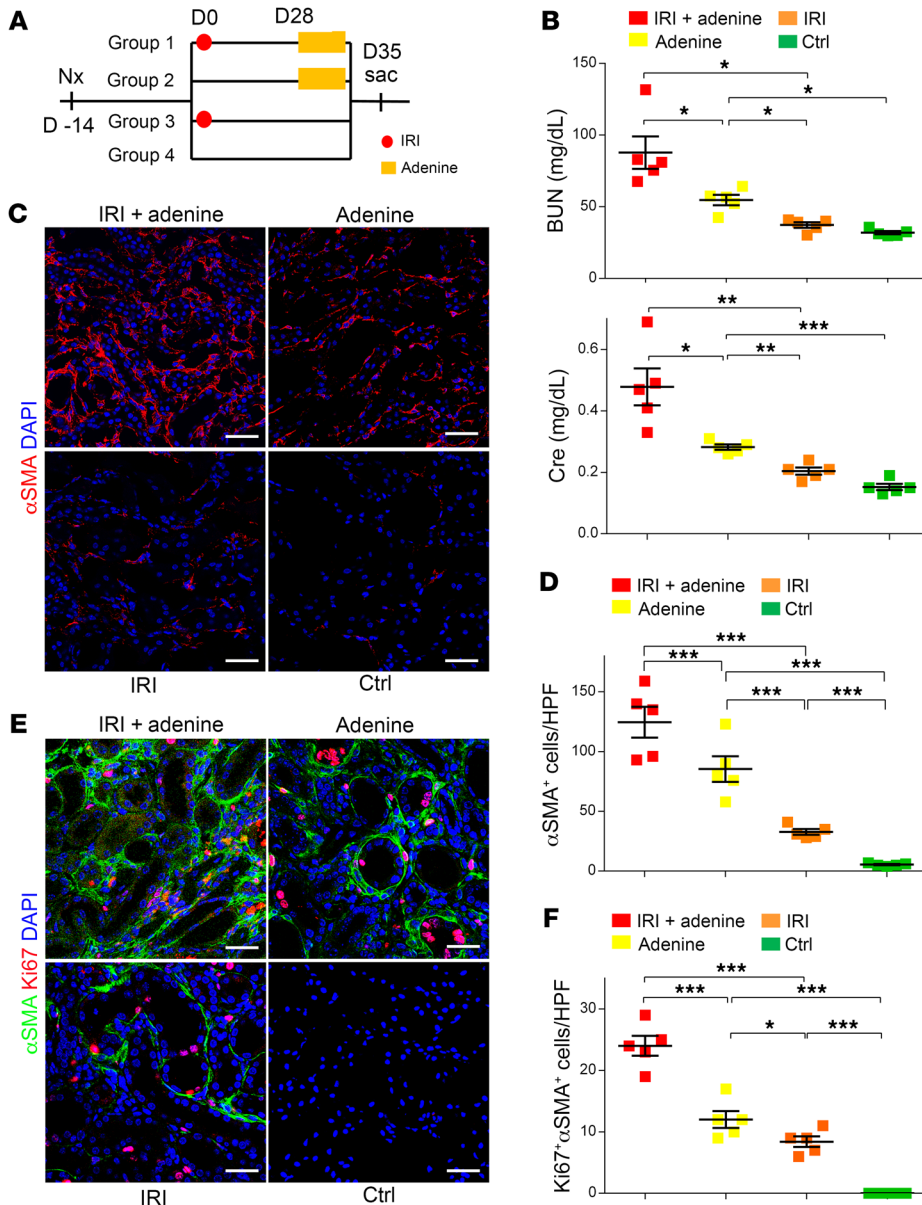 A
D0
D28
Group 1
D35
sac
Group 2
Nx
D -14
Group 3
IRI
Group 4
Adenine
B
IRI + adenine
IRI
Adenine
Ctrl
BUN (mg/dL)
150
100
50
0
*
*
*
*
Cre (mg/dL)
0.6
0.4
0.2
0.0
**
***
*
**
C
IRI + adenine
Adenine
αSMA DAPI
IRI
Ctrl
D
IRI + adenine
IRI
Adenine
Ctrl
αSMA⁺ cells/HPF
150
100
50
0
***
***
***
***
***
E
IRI + adenine
Adenine
αSMA Ki67 DAPI
IRI
Ctrl
F
IRI + adenine
IRI
Adenine
Ctrl
Ki67⁺αSMA⁺ cells/HPF
30
20
10
0
***
***
***
*
***